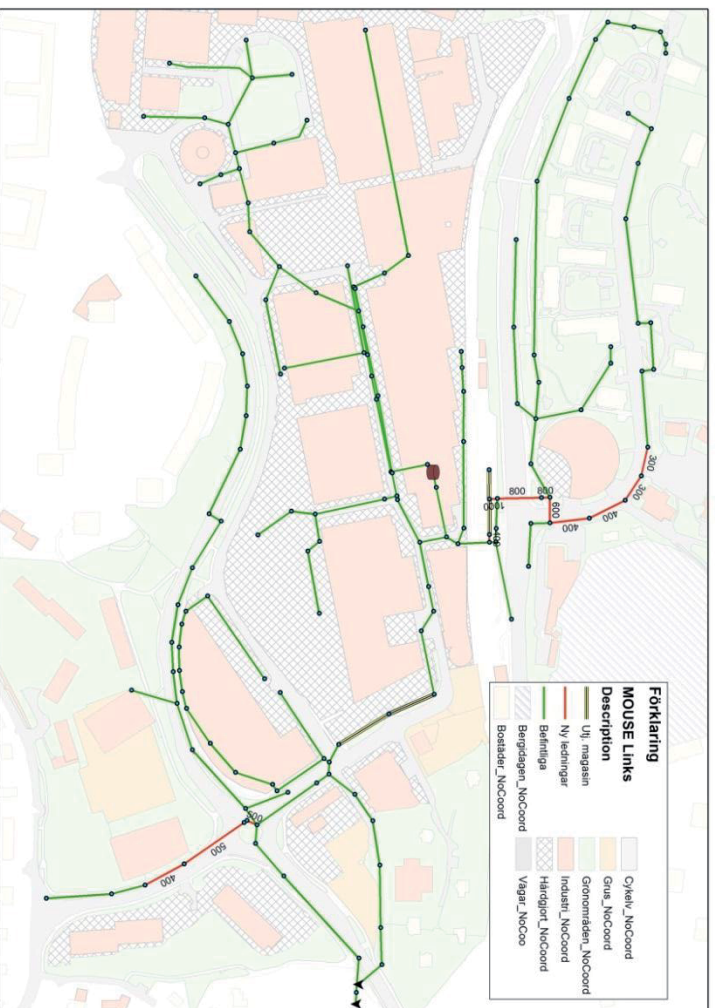 Förklaring
MOUSE Links
Description
Utj. magasin
Ny ledningar
Befintliga
Bergidagen_NoCoord
Bostäder_NoCoord
Cykelv_NoCoord
Grus_NoCoord
Grönområden_NoCoord
Industri_NoCoord
Hårdgjort_NoCoord
Vägar_NoCoo
300
300
400
400
600
800
800
1000
400
500
400